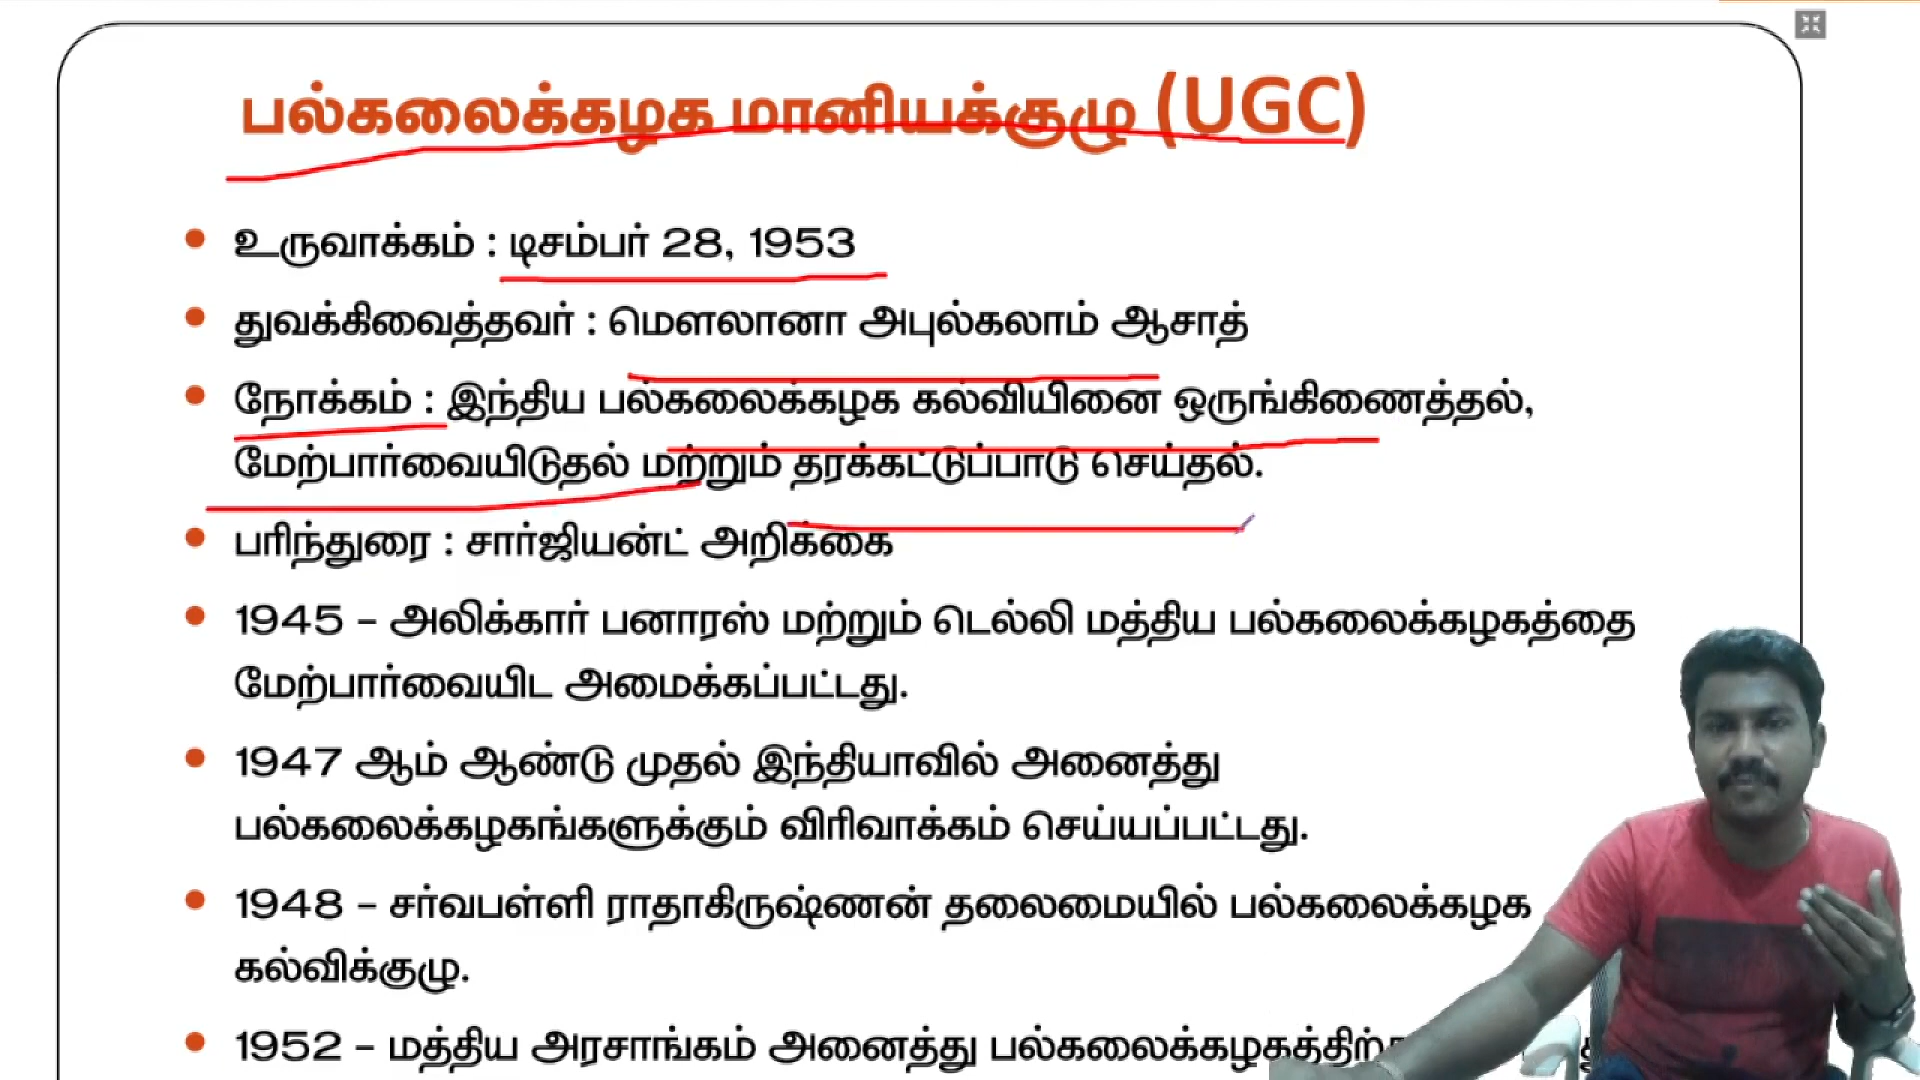 பல்கலைக்கழக மானியக்குழு (UGC)
உருவாக்கம் : டிசம்பர் 28, 1953
துவக்கிவைத்தவர் : மௌலானா அபுல்கலாம் ஆசாத்
நோக்கம் : இந்திய பல்கலைக்கழக கல்வியினை ஒருங்கிணைத்தல்,
மேற்பார்வையிடுதல் மற்றும் தரக்கட்டுப்பாடு செய்தல்.
பரிந்துரை : சார்ஜியன்ட் அறிக்கை
1945 – அலிக்கார் பனாரஸ் மற்றும் டெல்லி மத்திய பல்கலைக்கழகத்தை
மேற்பார்வையிட அமைக்கப்பட்டது.
1947 ஆம் ஆண்டு முதல் இந்தியாவில் அனைத்து
பல்கலைக்கழகங்களுக்கும் விரிவாக்கம் செய்யப்பட்டது.
1948 – சர்வபள்ளி ராதாகிருஷ்ணன் தலைமையில் பல்கலைக்கழக
கல்விக்குழு.
1952 – மத்திய அரசாங்கம் அனைத்து